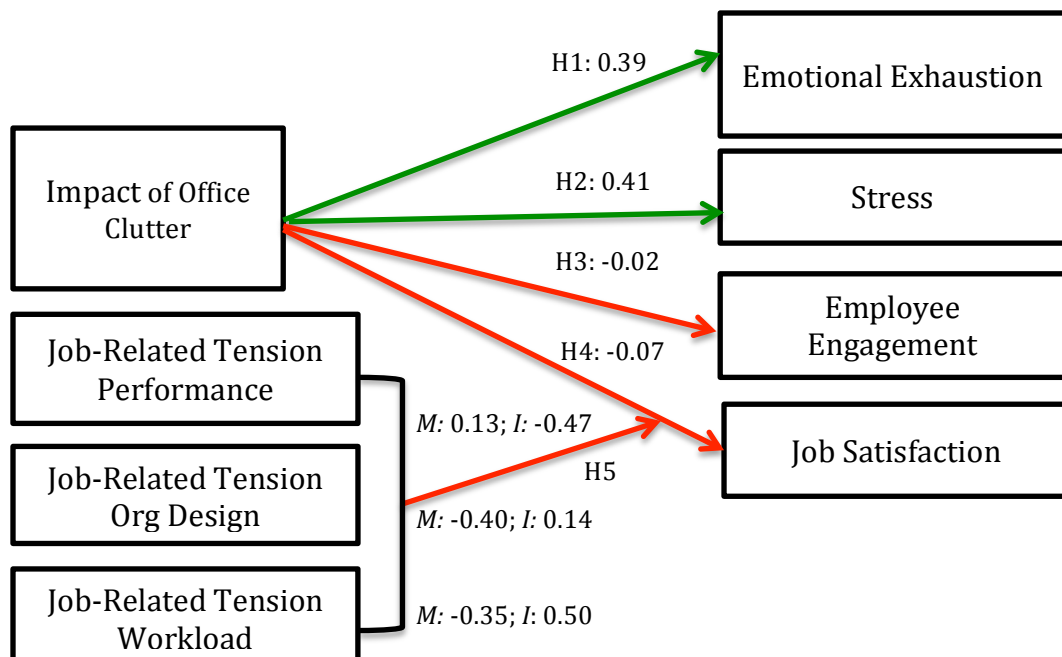 H1: 0.39
Emotional Exhaustion
Impact of Office
Clutter
H2: 0.41
Stress
H3: -0.02
Employee
Engagement
Job-Related Tension
Performance
H4: -0.07
M: 0.13; I: -0.47
Job Satisfaction
H5
Job-Related Tension
Org Design
M: -0.40; I: 0.14
Job-Related Tension
Workload
M: -0.35; I: 0.50